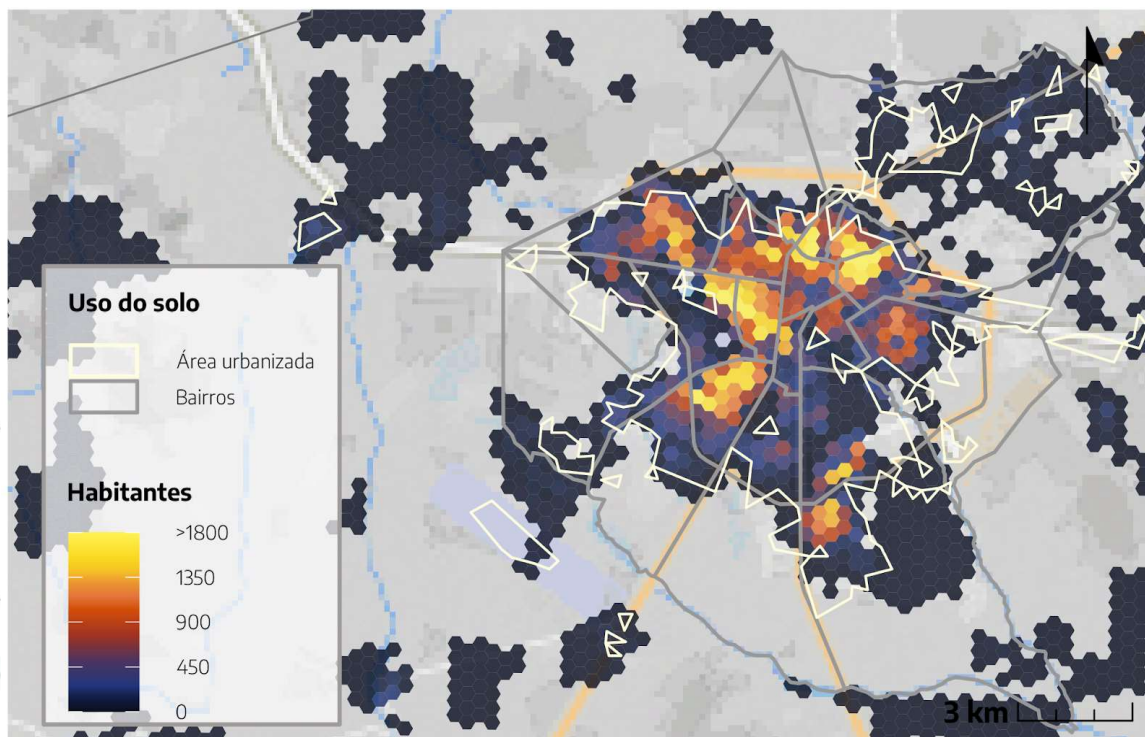 Uso do solo
Área urbanizada
Bairros
Habitantes
>1800
1350
900
450
0
3 km